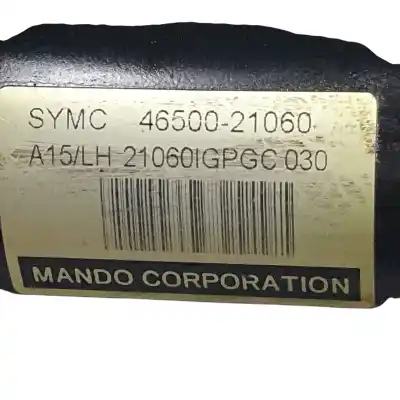 SYMC 46500-21060
A15/LH 21060IGPGC 030
MANDO CORPORATION